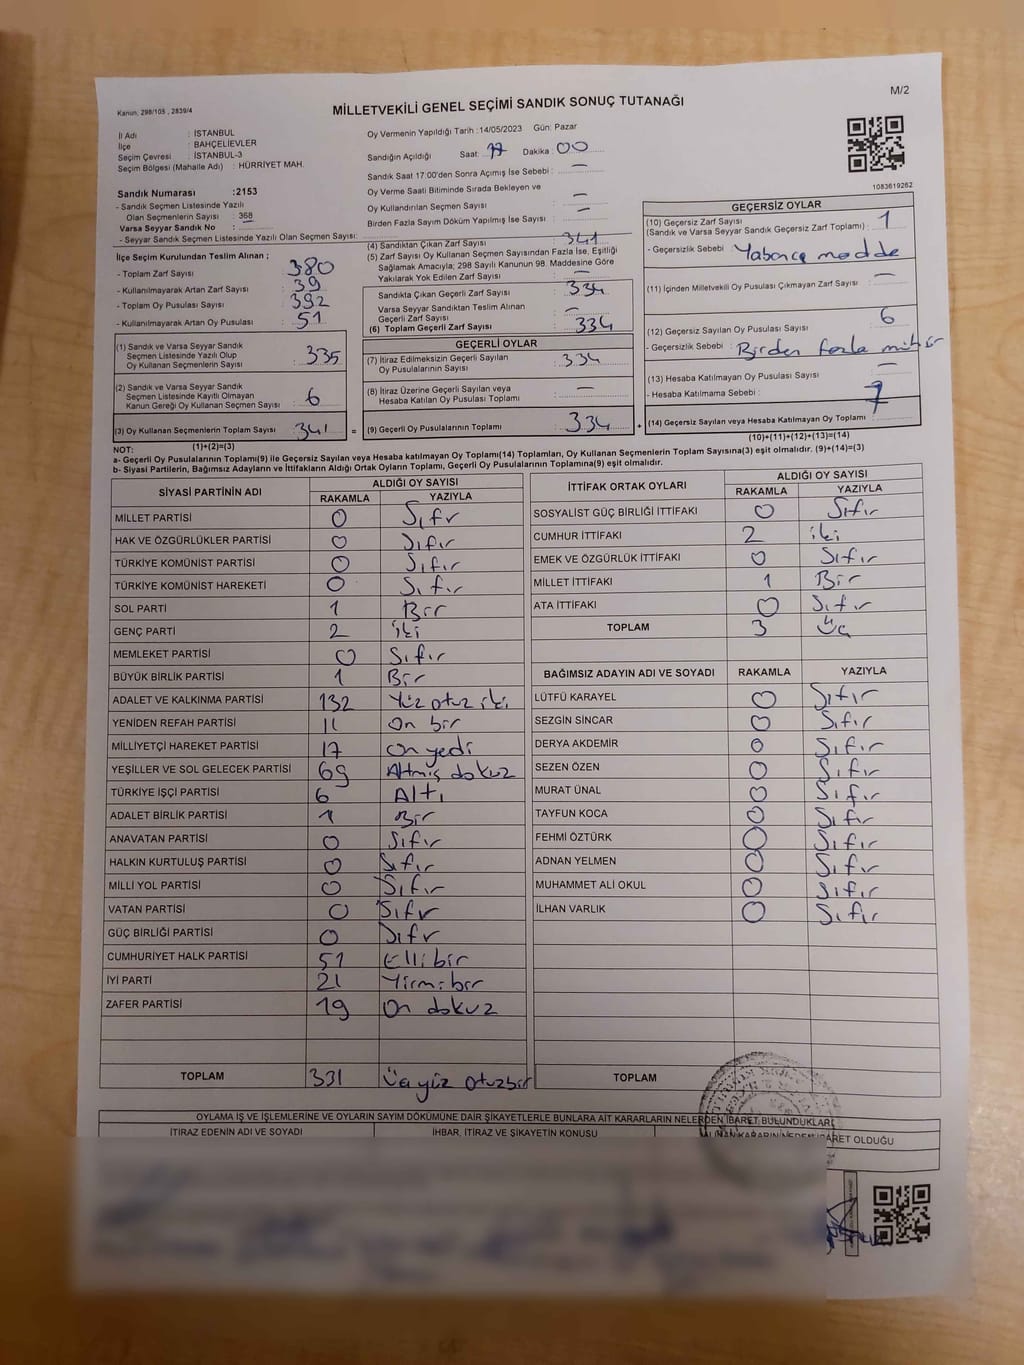 M/2
Kanun, 298/105 , 2839/4
MİLLETVEKİLİ GENEL SEÇİMİ SANDIK SONUÇ TUTANAĞI
İl Adı : İSTANBUL
İlçe : BAHÇELİEVLER
Seçim Çevresi : İSTANBUL-3
Seçim Bölgesi (Mahalle Adı) : HÜRRİYET MAH.
Sandık Numarası :2153
- Sandık Seçmen Listesinde Yazılı
Olan Seçmenlerin Sayısı : 368
Varsa Seyyar Sandık No :
- Seyyar Sandık Seçmen Listesinde Yazılı Olan Seçmen Sayısı:
Oy Vermenin Yapıldığı Tarih :14/05/2023 Gün: Pazar
Sandığın Açıldığı Saat: 17 Dakika: 00
Sandık Saat 17:00'den Sonra Açımış İse Sebebi : —
Oy Verme Saati Bitiminde Sırada Bekleyen ve
Oy Kullandırılan Seçmen Sayısı : —
Birden Fazla Sayım Döküm Yapılmış İse Sayısı : —
1083619262
İlçe Seçim Kurulundan Teslim Alınan ;
- Toplam Zarf Sayısı : 380
- Kullanılmayarak Artan Zarf Sayısı : 39
- Toplam Oy Pusulası Sayısı : 392
- Kullanılmayarak Artan Oy Pusulası : 51
(1) Sandık ve Varsa Seyyar Sandık
Seçmen Listesinde Yazılı Olup
Oy Kullanan Seçmenlerin Sayısı : 335
(2) Sandık ve Varsa Seyyar Sandık
Seçmen Listesinde Kayıtlı Olmayan
Kanun Gereği Oy Kullanan Seçmen Sayısı : 6
(3) Oy Kullanan Seçmenlerin Toplam Sayısı : 341 =
(4) Sandıktan Çıkan Zarf Sayısı : 341
(5) Zarf Sayısı Oy Kullanan Seçmen Sayısından Fazla İse, Eşitliği
Sağlamak Amacıyla, 298 Sayılı Kanunun 98. Maddesine Göre
Yakılarak Yok Edilen Zarf Sayısı : —
Sandıkta Çıkan Geçerli Zarf Sayısı : 334
Varsa Seyyar Sandıktan Teslim Alınan
Geçerli Zarf Sayısı : —
(6) Toplam Geçerli Zarf Sayısı : 334
GEÇERLİ OYLAR
(7) İtiraz Edilmeksizin Geçerli Sayılan
Oy Pusulalarının Sayısı : 334
(8) İtiraz Üzerine Geçerli Sayılan veya
Hesaba Katılan Oy Pusulası Toplamı : —
(9) Geçerli Oy Pusulalarının Toplamı : 334 +
GEÇERSİZ OYLAR
(10) Geçersiz Zarf Sayısı : 1
(Sandık ve Varsa Seyyar Sandık Geçersiz Zarf Toplamı)
- Geçersizlik Sebebi : Yabancı madde
(11) İçinden Milletvekili Oy Pusulası Çıkmayan Zarf Sayısı : —
(12) Geçersiz Sayılan Oy Pusulası Sayısı : 6
- Geçersizlik Sebebi : Birden fazla mühür
(13) Hesaba Katılmayan Oy Pusulası Sayısı : —
- Hesaba Katılmama Sebebi :
(14) Geçersiz Sayılan veya Hesaba Katılmayan Oy Toplamı : 7
(1)+(2)=(3)
(10)+(11)+(12)+(13)=(14)
NOT:
a- Geçerli Oy Pusulasının Toplamı(9) ile Geçersiz Sayılan veya Hesaba katılmayan Oy Toplamı(14) Toplamları, Oy Kullanan Seçmenlerin Toplam Sayısına(3) eşit olmalıdır. (9)+(14)=(3)
b- Siyasi Partilerin, Bağımsız Adayların ve İttifakların Aldığı Ortak Oyların Toplamı, Geçerli Oy Pusulalarının Toplamına(9) eşit olmalıdır.
SİYASİ PARTİNİN ADI ALDIĞI OY SAYISI
RAKAMLA YAZIYLA
MİLLET PARTİSİ 0 Sıfır
HAK VE ÖZGÜRLÜKLER PARTİSİ 0 Sıfır
TÜRKİYE KOMÜNİST PARTİSİ 0 Sıfır
TÜRKİYE KOMÜNİST HAREKETİ 0 Sıfır
SOL PARTİ 1 Bir
GENÇ PARTİ 2 İki
MEMLEKET PARTİSİ 0 Sıfır
BÜYÜK BİRLİK PARTİSİ 1 Bir
ADALET VE KALKINMA PARTİSİ 132 Yüz otuz iki
YENİDEN REFAH PARTİSİ 11 On bir
MİLLİYETÇİ HAREKET PARTİSİ 17 On yedi
YEŞİLLER VE SOL GELECEK PARTİSİ 69 Altmış dokuz
TÜRKİYE İŞÇİ PARTİSİ 6 Altı
ADALET BİRLİK PARTİSİ 1 Bir
ANAVATAN PARTİSİ 0 Sıfır
HALKIN KURTULUŞ PARTİSİ 0 Sıfır
MİLLİ YOL PARTİSİ 0 Sıfır
VATAN PARTİSİ 0 Sıfır
GÜÇ BİRLİĞİ PARTİSİ 0 Sıfır
CUMHURİYET HALK PARTİSİ 51 Ellibir
İYİ PARTİ 21 Yirmibir
ZAFER PARTİSİ 19 On dokuz
TOPLAM 331 Üçyüz otuzbir
İTTİFAK ORTAK OYLARI ALDIĞI OY SAYISI
RAKAMLA YAZIYLA
SOSYALİST GÜÇ BİRLİĞİ İTTİFAKI 0 Sıfır
CUMHUR İTTİFAKI 2 iki
EMEK VE ÖZGÜRLÜK İTTİFAKI 0 Sıfır
MİLLET İTTİFAKI 1 Bir
ATA İTTİFAKI 0 Sıfır
TOPLAM 3 Üç
BAĞIMSIZ ADAYIN ADI VE SOYADI RAKAMLA YAZIYLA
LÜTFÜ KARAYEL 0 Sıfır
SEZGİN SİNCAR 0 Sıfır
DERYA AKDEMİR 0 Sıfır
SEZEN ÖZEN 0 Sıfır
MURAT ÜNAL 0 Sıfır
TAYFUN KOCA 0 Sıfır
FEHMİ ÖZTÜRK 0 Sıfır
ADNAN YELMEN 0 Sıfır
MUHAMMET ALİ OKUL 0 Sıfır
İLHAN VARLIK 0 Sıfır
TOPLAM
OYLAMA İŞ VE İŞLEMLERİNE VE OYLARIN SAYIM DÖKÜMÜNE DAİR ŞİKAYETLERLE BUNLARA AİT KARARLARIN NELERDEN İBARET BULUNDUKLARI
İTİRAZ EDENİN ADI VE SOYADI İHBAR, İTİRAZ VE ŞİKAYETİN KONUSU ALINAN KARARIN NEDEN İBARET OLDUĞU